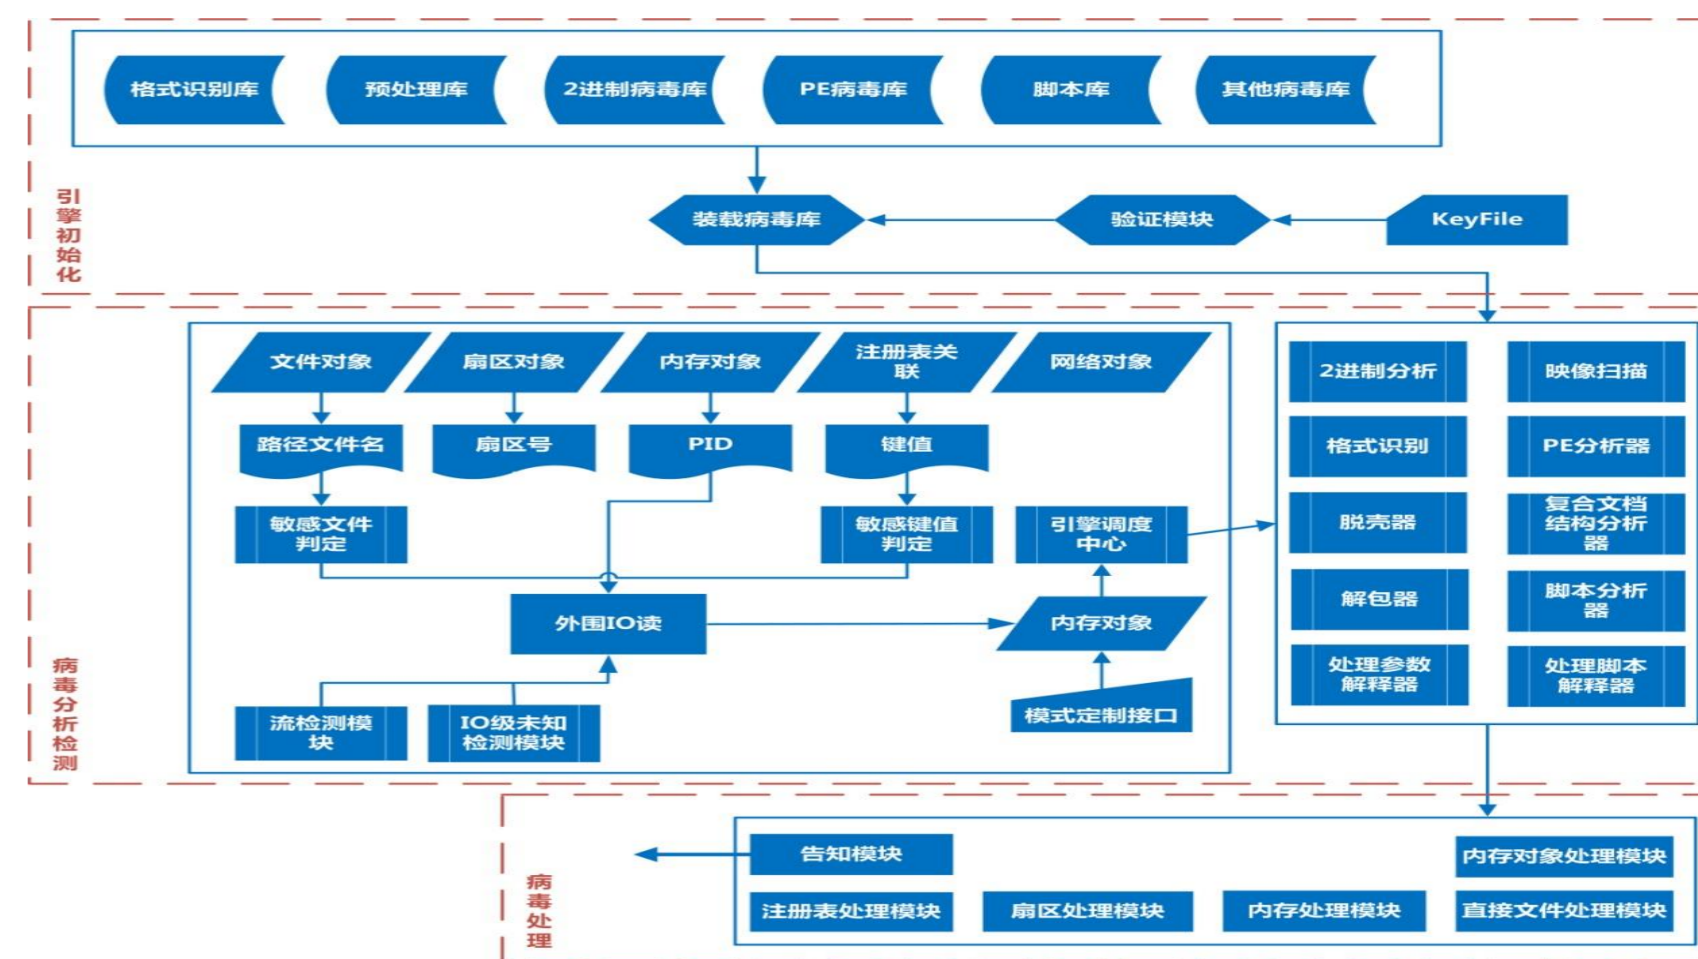 格式识别库
预处理库
2进制病毒库
PE病毒库
脚本库
其他病毒库
引擎初始化
装载病毒库
验证模块
KeyFile
病毒分析检测
文件对象
扇区对象
内存对象
注册表关
联
网络对象
路径文件名
扇区号
PID
键值
敏感文件
判定
敏感键值
判定
引擎调度
中心
外围IO读
内存对象
流检测模
块
IO级未知
检测模块
模式定制接口
2进制分析
映像扫描
格式识别
PE分析器
脱壳器
复合文档
结构分析
器
解包器
脚本分析
器
处理参数
解释器
处理脚本
解释器
病毒处理
告知模块
内存对象处理模块
注册表处理模块
扇区处理模块
内存处理模块
直接文件处理模块